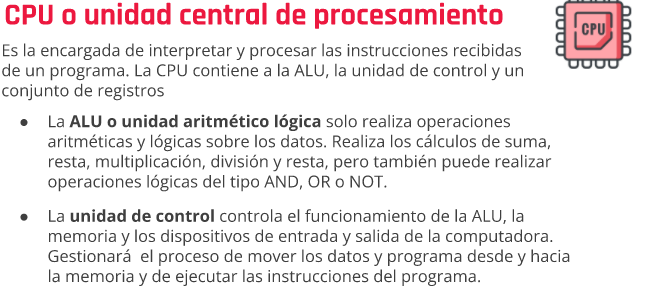 CPU o unidad central de procesamiento
CPU
Es la encargada de interpretar y procesar las instrucciones recibidas
de un programa. La CPU contiene a la ALU, la unidad de control y un
conjunto de registros
● La ALU o unidad aritmético lógica solo realiza operaciones
aritméticas y lógicas sobre los datos. Realiza los cálculos de suma,
resta, multiplicación, división y resta, pero también puede realizar
operaciones lógicas del tipo AND, OR o NOT.
● La unidad de control controla el funcionamiento de la ALU, la
memoria y los dispositivos de entrada y salida de la computadora.
Gestionará el proceso de mover los datos y programa desde y hacia
la memoria y de ejecutar las instrucciones del programa.